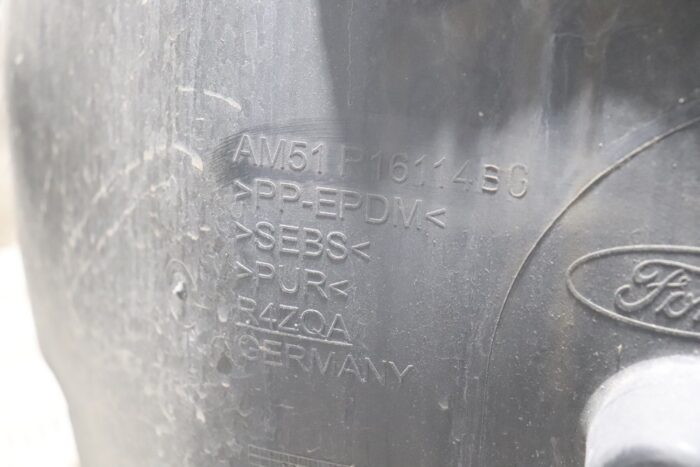 AM51 R16114 BC
>PP-EPDM<
>SEBS<
>PUR<
R4ZQA
GERMANY
Ford